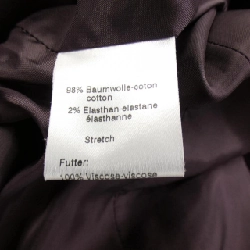 98% Baumwolle-coton
cotton
2% Elasthan-elastane
élasthanne
Stretch
Futter:
100% Viscose-viscose